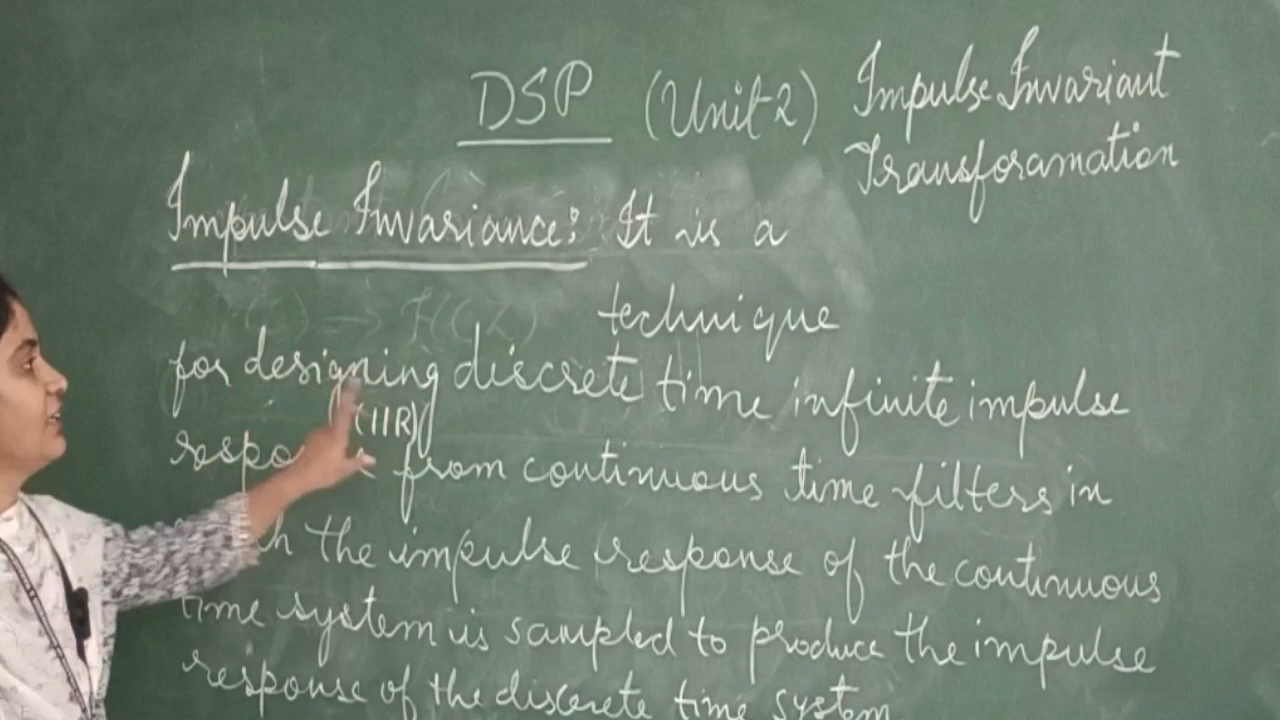 DSP (Unit-2) Impulse Invariant
Transforamation
Impulse Invariance: It is a
technique
for designing discrete time infinite impulse
(IIR)
from continuous time filters in
the impulse response of the continuous
time system is sampled to produce the impulse
response of the discrete time system